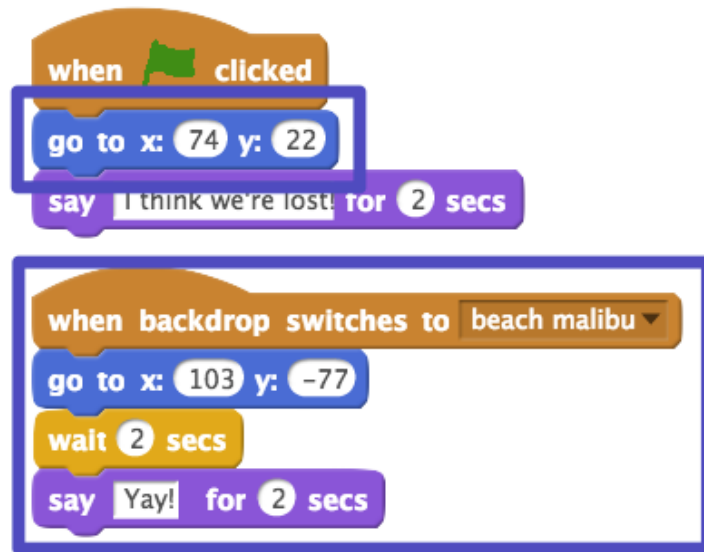 when clicked
go to x: 74 y: 22
say I think we're lost! for 2 secs
when backdrop switches to beach malibu
go to x: 103 y: -77
wait 2 secs
say Yay! for 2 secs